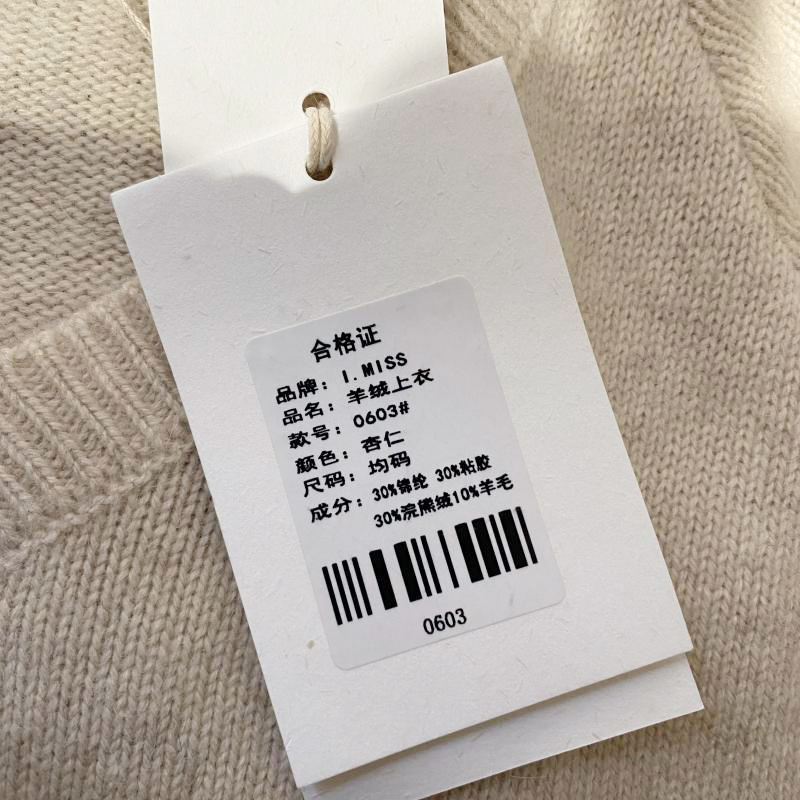 合格证
品牌：I.MISS
品名：羊绒上衣
款号：0603#
颜色：杏仁
尺码：均码
成分：30%锦纶 30%粘胶
30%浣熊绒10%羊毛
0603